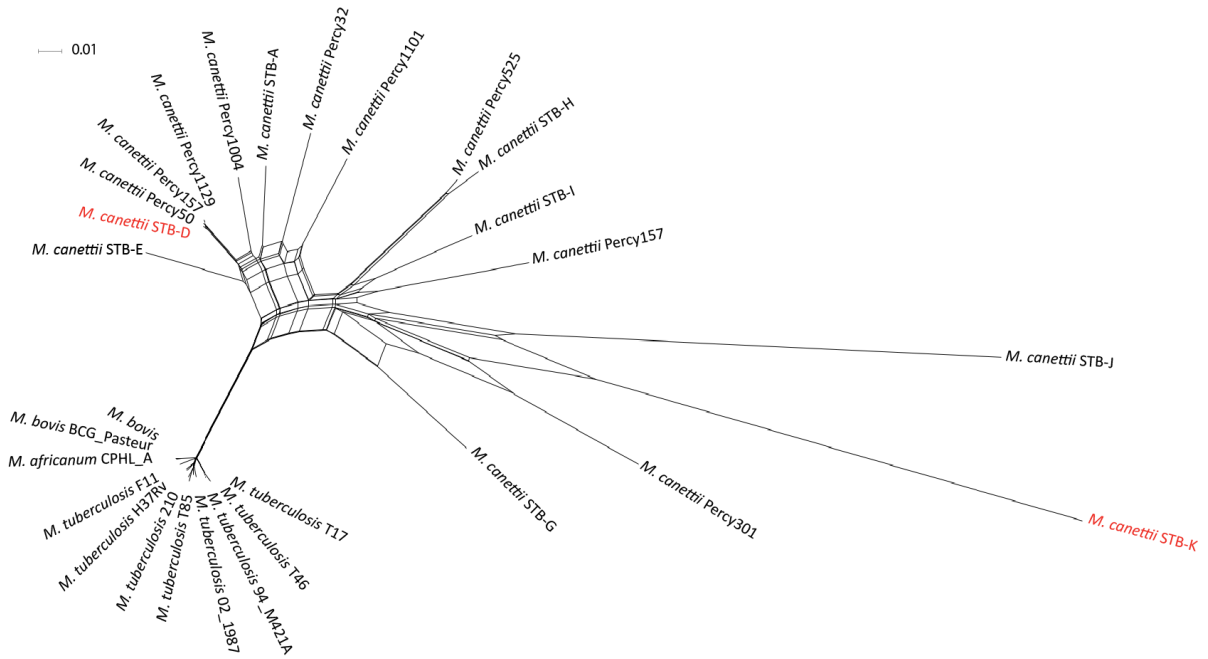 0.01
M. canettii Percy32
M. canettii STB-A
M. canettii Percy1101
M. canettii Percy1004
M. canettii Percy525
M. canettii Percy1129
M. canettii STB-H
M. canettii Percy157
M. canettii Percy50
M. canettii STB-I
M. canettii STB-D
M. canettii Percy157
M. canettii STB-E
M. canettii STB-J
M. bovis
M. bovis BCG_Pasteur
M. africanum CPHL_A
M. tuberculosis F11
M. tuberculosis H37Rv
M. tuberculosis 210
M. tuberculosis T85
M. tuberculosis 02_1987
M. tuberculosis 94_M421A
M. tuberculosis T46
M. tuberculosis T17
M. canettii STB-G
M. canettii Percy301
M. canettii STB-K